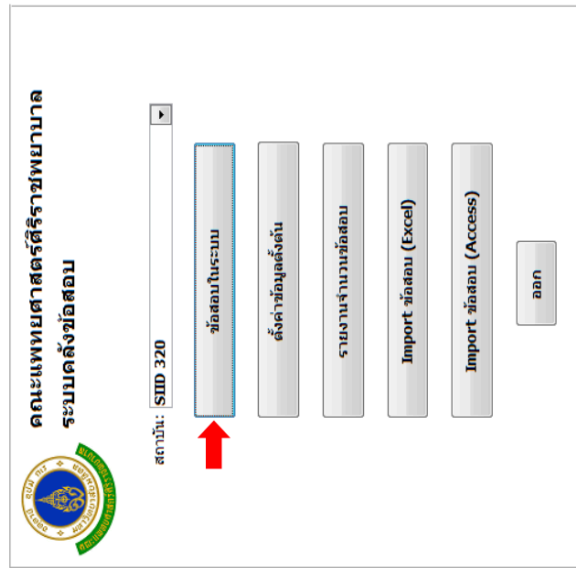 คณะแพทยศาสตร์ศิริราชพยาบาล
ระบบคลังข้อสอบ
สถาบัน: SIID 320
ข้อสอบในระบบ
ตั้งค่าข้อมูลตั้งต้น
รายงานจำนวนข้อสอบ
Import ข้อสอบ (Excel)
Import ข้อสอบ (Access)
ออก